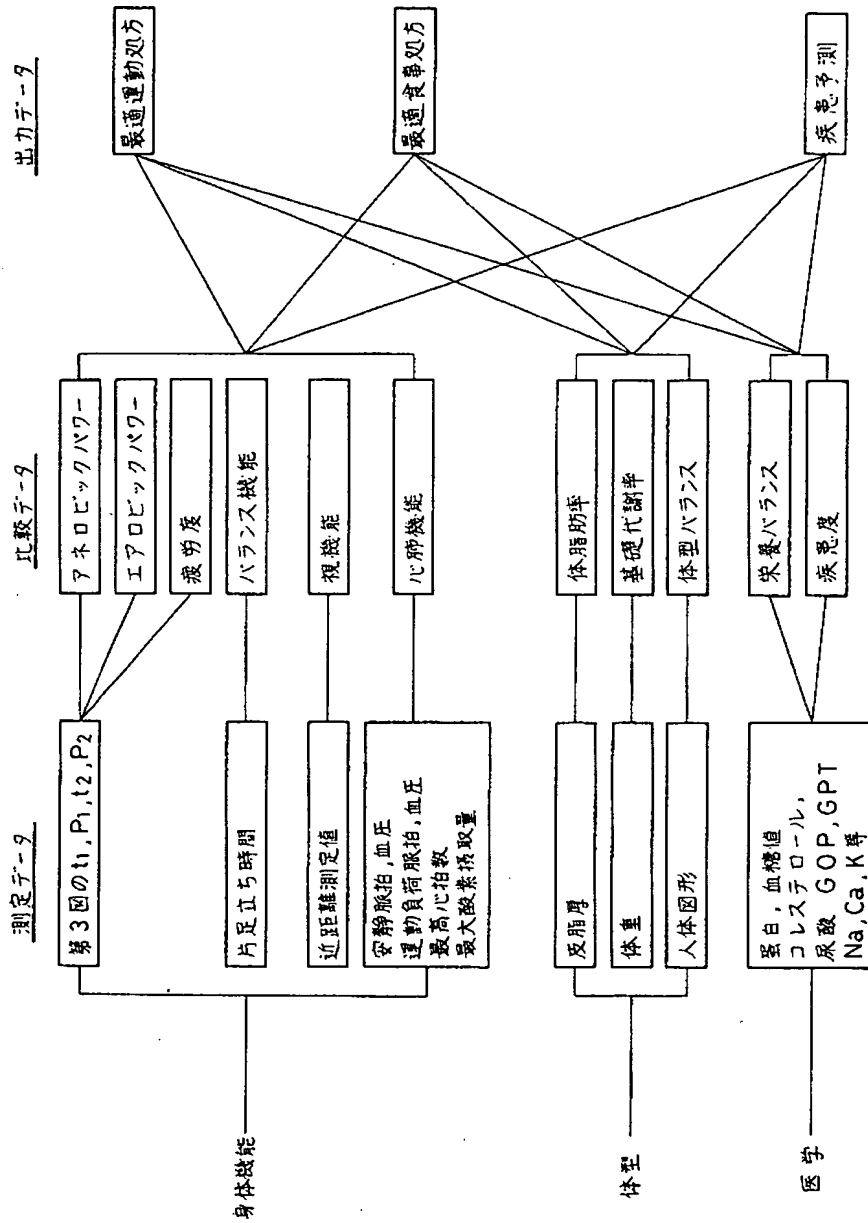 測定データ
比較データ
出力データ
身体機能
第3図のt1,P1,t2,P2
アネロビックパワー
エアロビックパワー
疲労度
片足立ち時間
バランス機能
近距離測定値
視機能
安静脈拍,血圧
運動負荷脈拍,血圧
最高心拍数
最大酸素摂取量
心肺機能
体型
皮脂厚
体脂肪率
体重
基礎代謝率
人体図形
体型バランス
医学
蛋白,血糖値
コレステロール,
尿酸 GOP,GPT
Na,Ca,K等
栄養バランス
疾患度
最適運動処方
最適食事処方
疾患予測